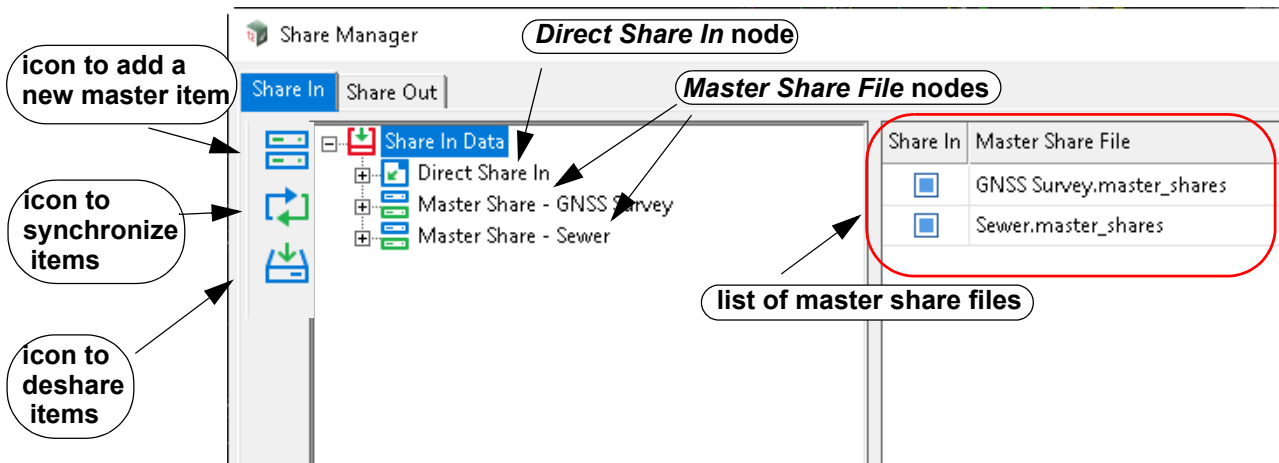 Share Manager
Direct Share In node
icon to add a
new master item
Share In
Share Out
Master Share File nodes
Share In Data
Direct Share In
Master Share - GNSS Survey
Master Share - Sewer
Share In
Master Share File
GNSS Survey.master_shares
Sewer.master_shares
icon to
synchronize
items
list of master share files
icon to
deshare
items